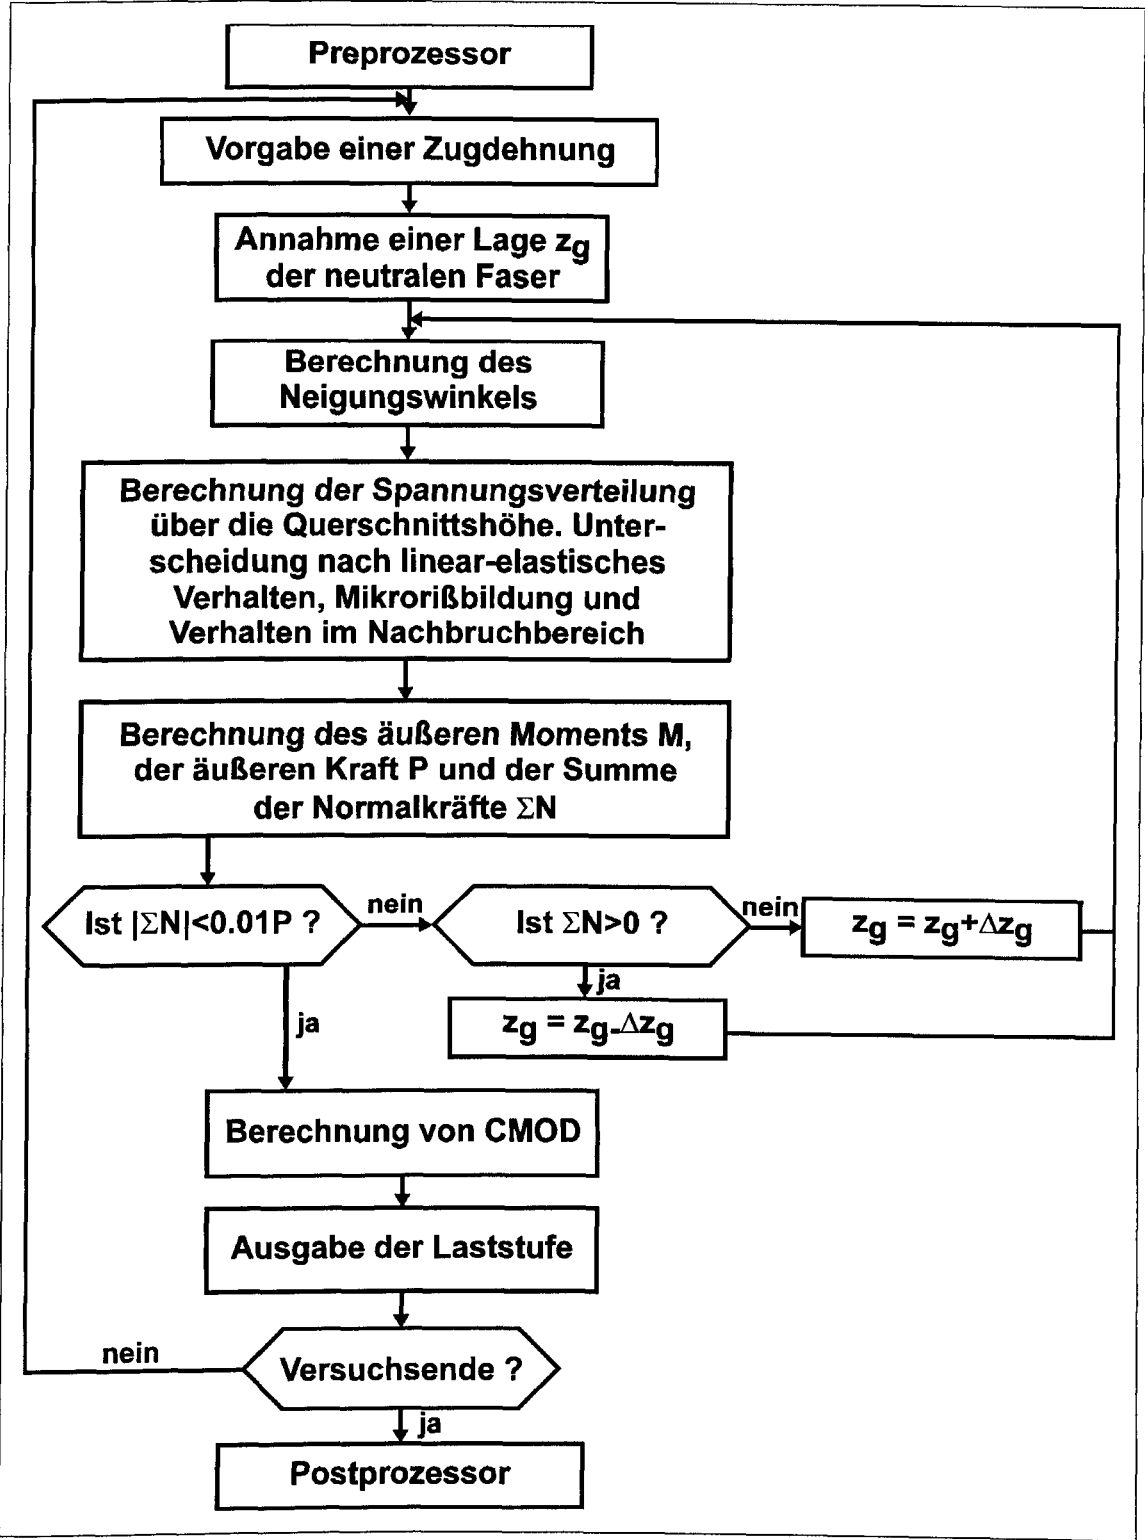 Preprozessor
Vorgabe einer Zugdehnung
Annahme einer Lage zg
der neutralen Faser
Berechnung des
Neigungswinkels
Berechnung der Spannungsverteilung
über die Querschnittshöhe. Unter-
scheidung nach linear-elastisches
Verhalten, Mikrorißbildung und
Verhalten im Nachbruchbereich
Berechnung des äußeren Moments M,
der äußeren Kraft P und der Summe
der Normalkräfte ΣN
Ist |ΣN|<0.01P ?
nein
Ist ΣN>0 ?
nein
zg = zg+Δzg
ja
zg = zg-Δzg
ja
Berechnung von CMOD
Ausgabe der Laststufe
nein
Versuchsende ?
ja
Postprozessor